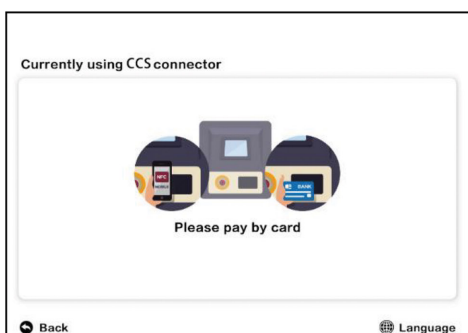 Currently using CCS connector
NFC
MOBILE
BANK
Please pay by card
Back
Language